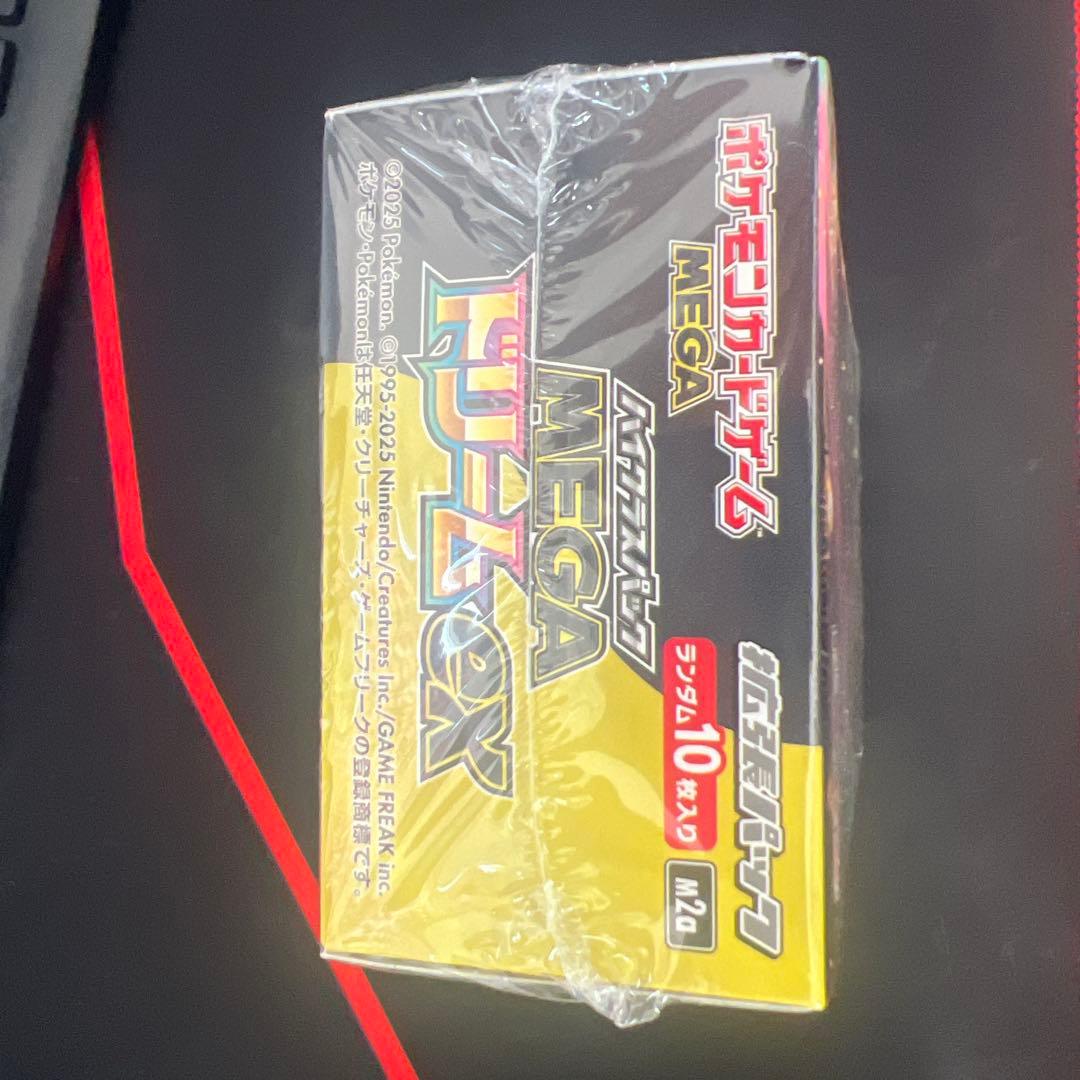 ポケモンカードゲーム™
MEGA
拡張パック
ランダム10枚入り
M2a
ハイクラスパック
MEGA
ドリームex
©2025 Pokémon. ©1995-2025 Nintendo/Creatures Inc./GAME FREAK inc.
ポケモン・Pokémonは任天堂・クリーチャーズ・ゲームフリークの登録商標です。